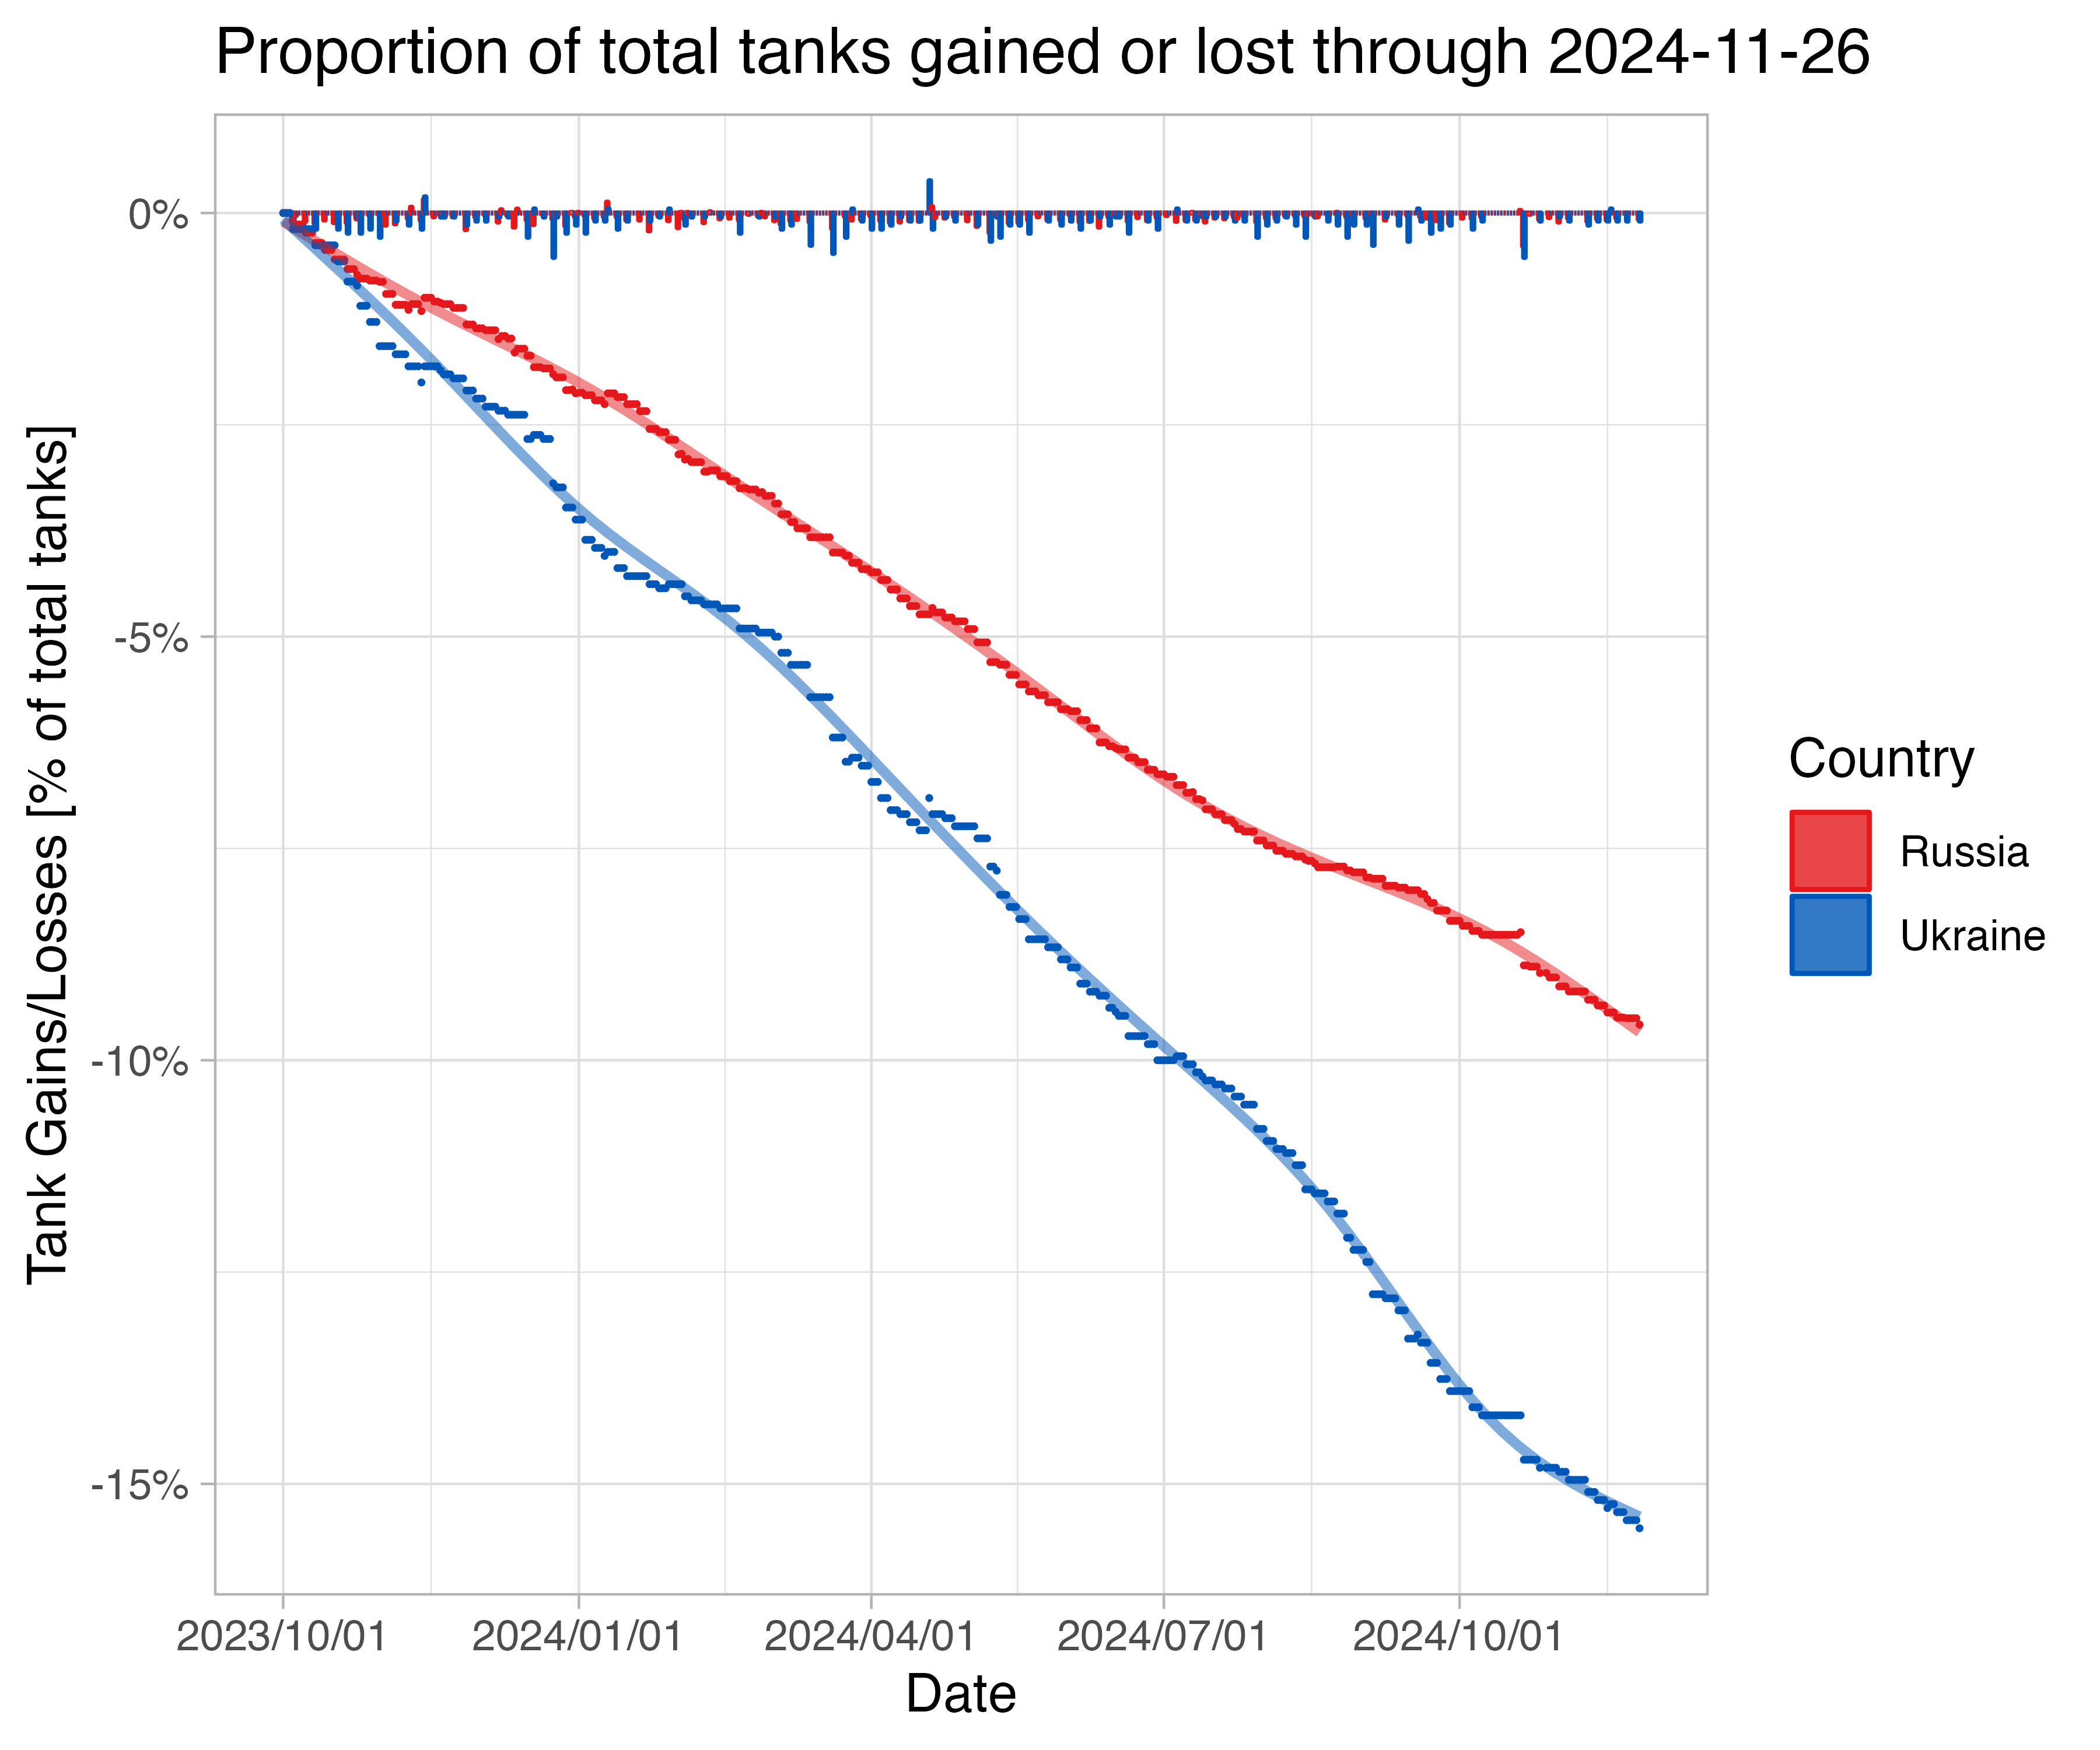 Proportion of total tanks gained or lost through 2024-11-26
Tank Gains/Losses [% of total tanks]
0%
-5%
-10%
-15%
2023/10/01
2024/01/01
2024/04/01
2024/07/01
2024/10/01
Date
Country
Russia
Ukraine